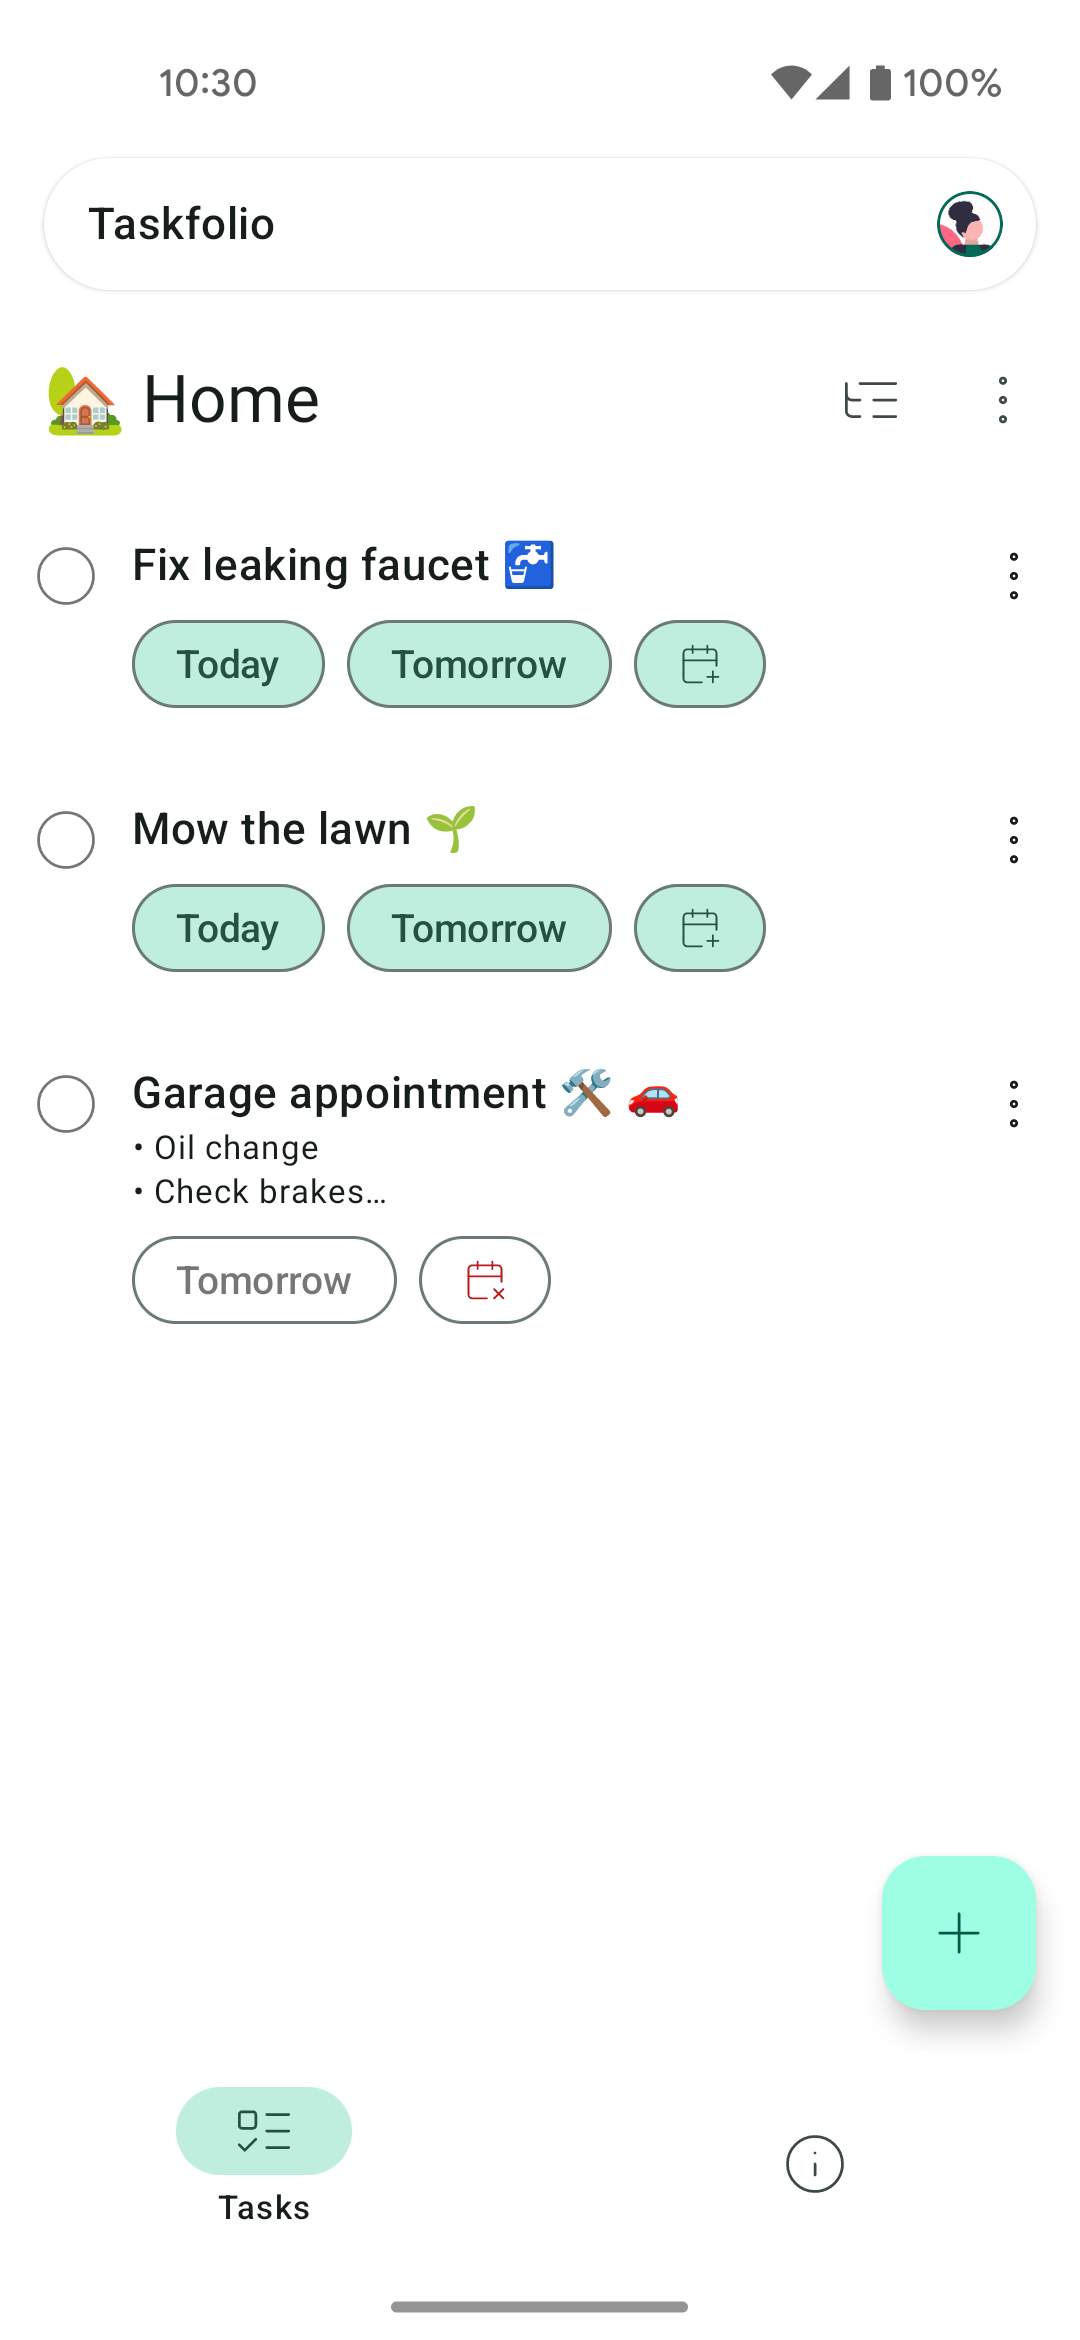 10:30 100%
Taskfolio
🏡 Home
Fix leaking faucet 🚰
Today Tomorrow
Mow the lawn 🌱
Today Tomorrow
Garage appointment 🛠️ 🚗
• Oil change
• Check brakes…
Tomorrow
Tasks